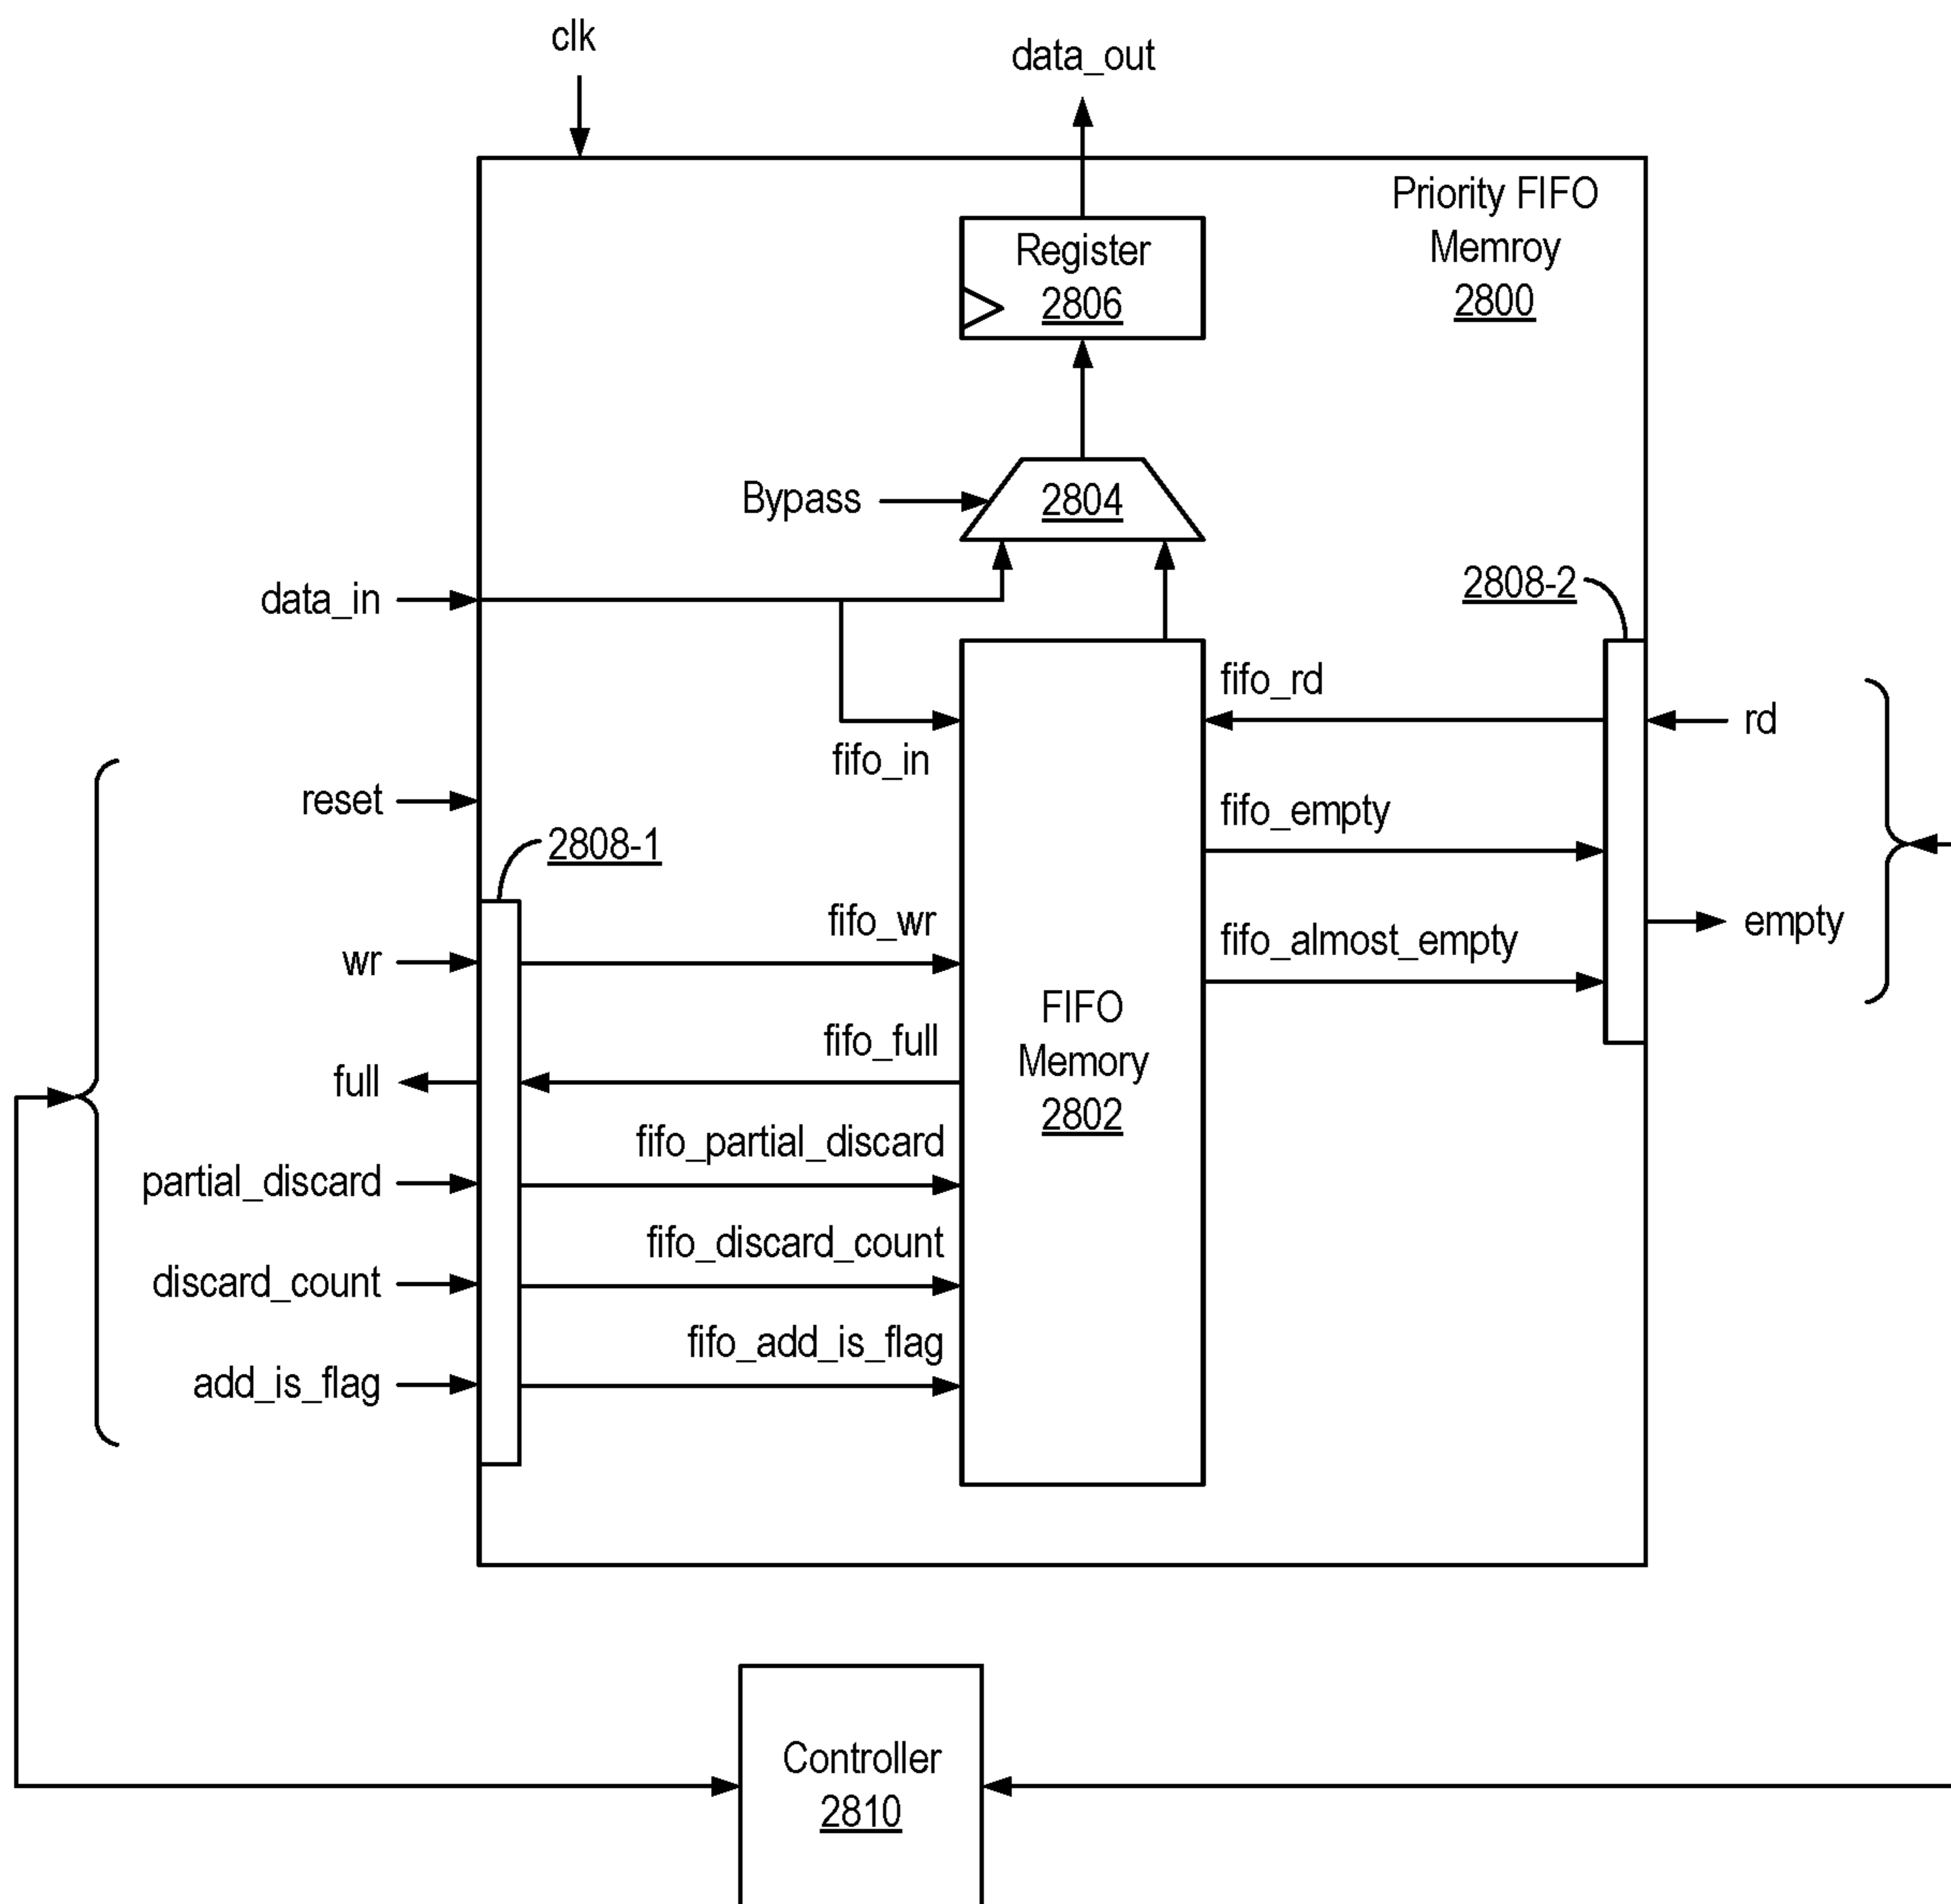 clk
data_out
Priority FIFO
Memroy
2800
Register
2806
Bypass
2804
data_in
2808-2
fifo_rd
rd
fifo_in
reset
fifo_empty
2808-1
fifo_wr
empty
fifo_almost_empty
wr
FIFO
Memory
2802
fifo_full
full
fifo_partial_discard
partial_discard
fifo_discard_count
discard_count
fifo_add_is_flag
add_is_flag
Controller
2810